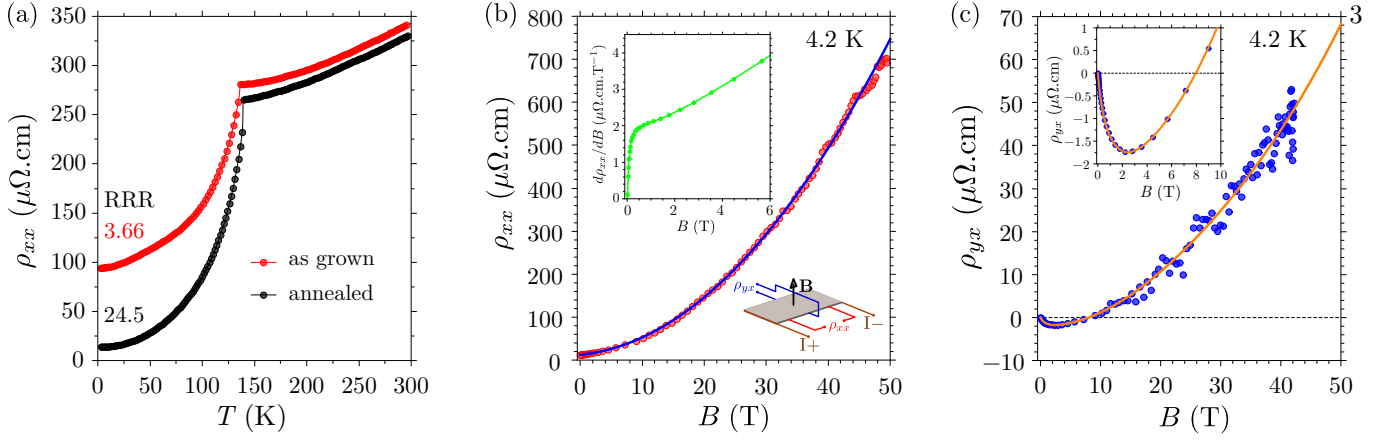 (a)
400
350
300
250
200
150
100
50
0
ρxx (μΩ.cm)
RRR
3.66
24.5
as grown
annealed
0 50 100 150 200 250 300
T (K)
(b)
800
700
600
500
400
300
200
100
0
ρxx (μΩ.cm)
4.2 K
4
3
2
1
0
dρxx/dB (μΩ.cm.T⁻¹)
0 2 4 6
B (T)
B
ρyx
ρxx
I−
I+
0 10 20 30 40 50
B (T)
(c)
3
70
60
50
40
30
20
10
0
−10
ρyx (μΩ.cm)
4.2 K
1
0.5
0
−0.5
−1
−1.5
−2
ρyx (μΩ.cm)
0 2 4 6 8 10
B (T)
0 10 20 30 40 50
B (T)